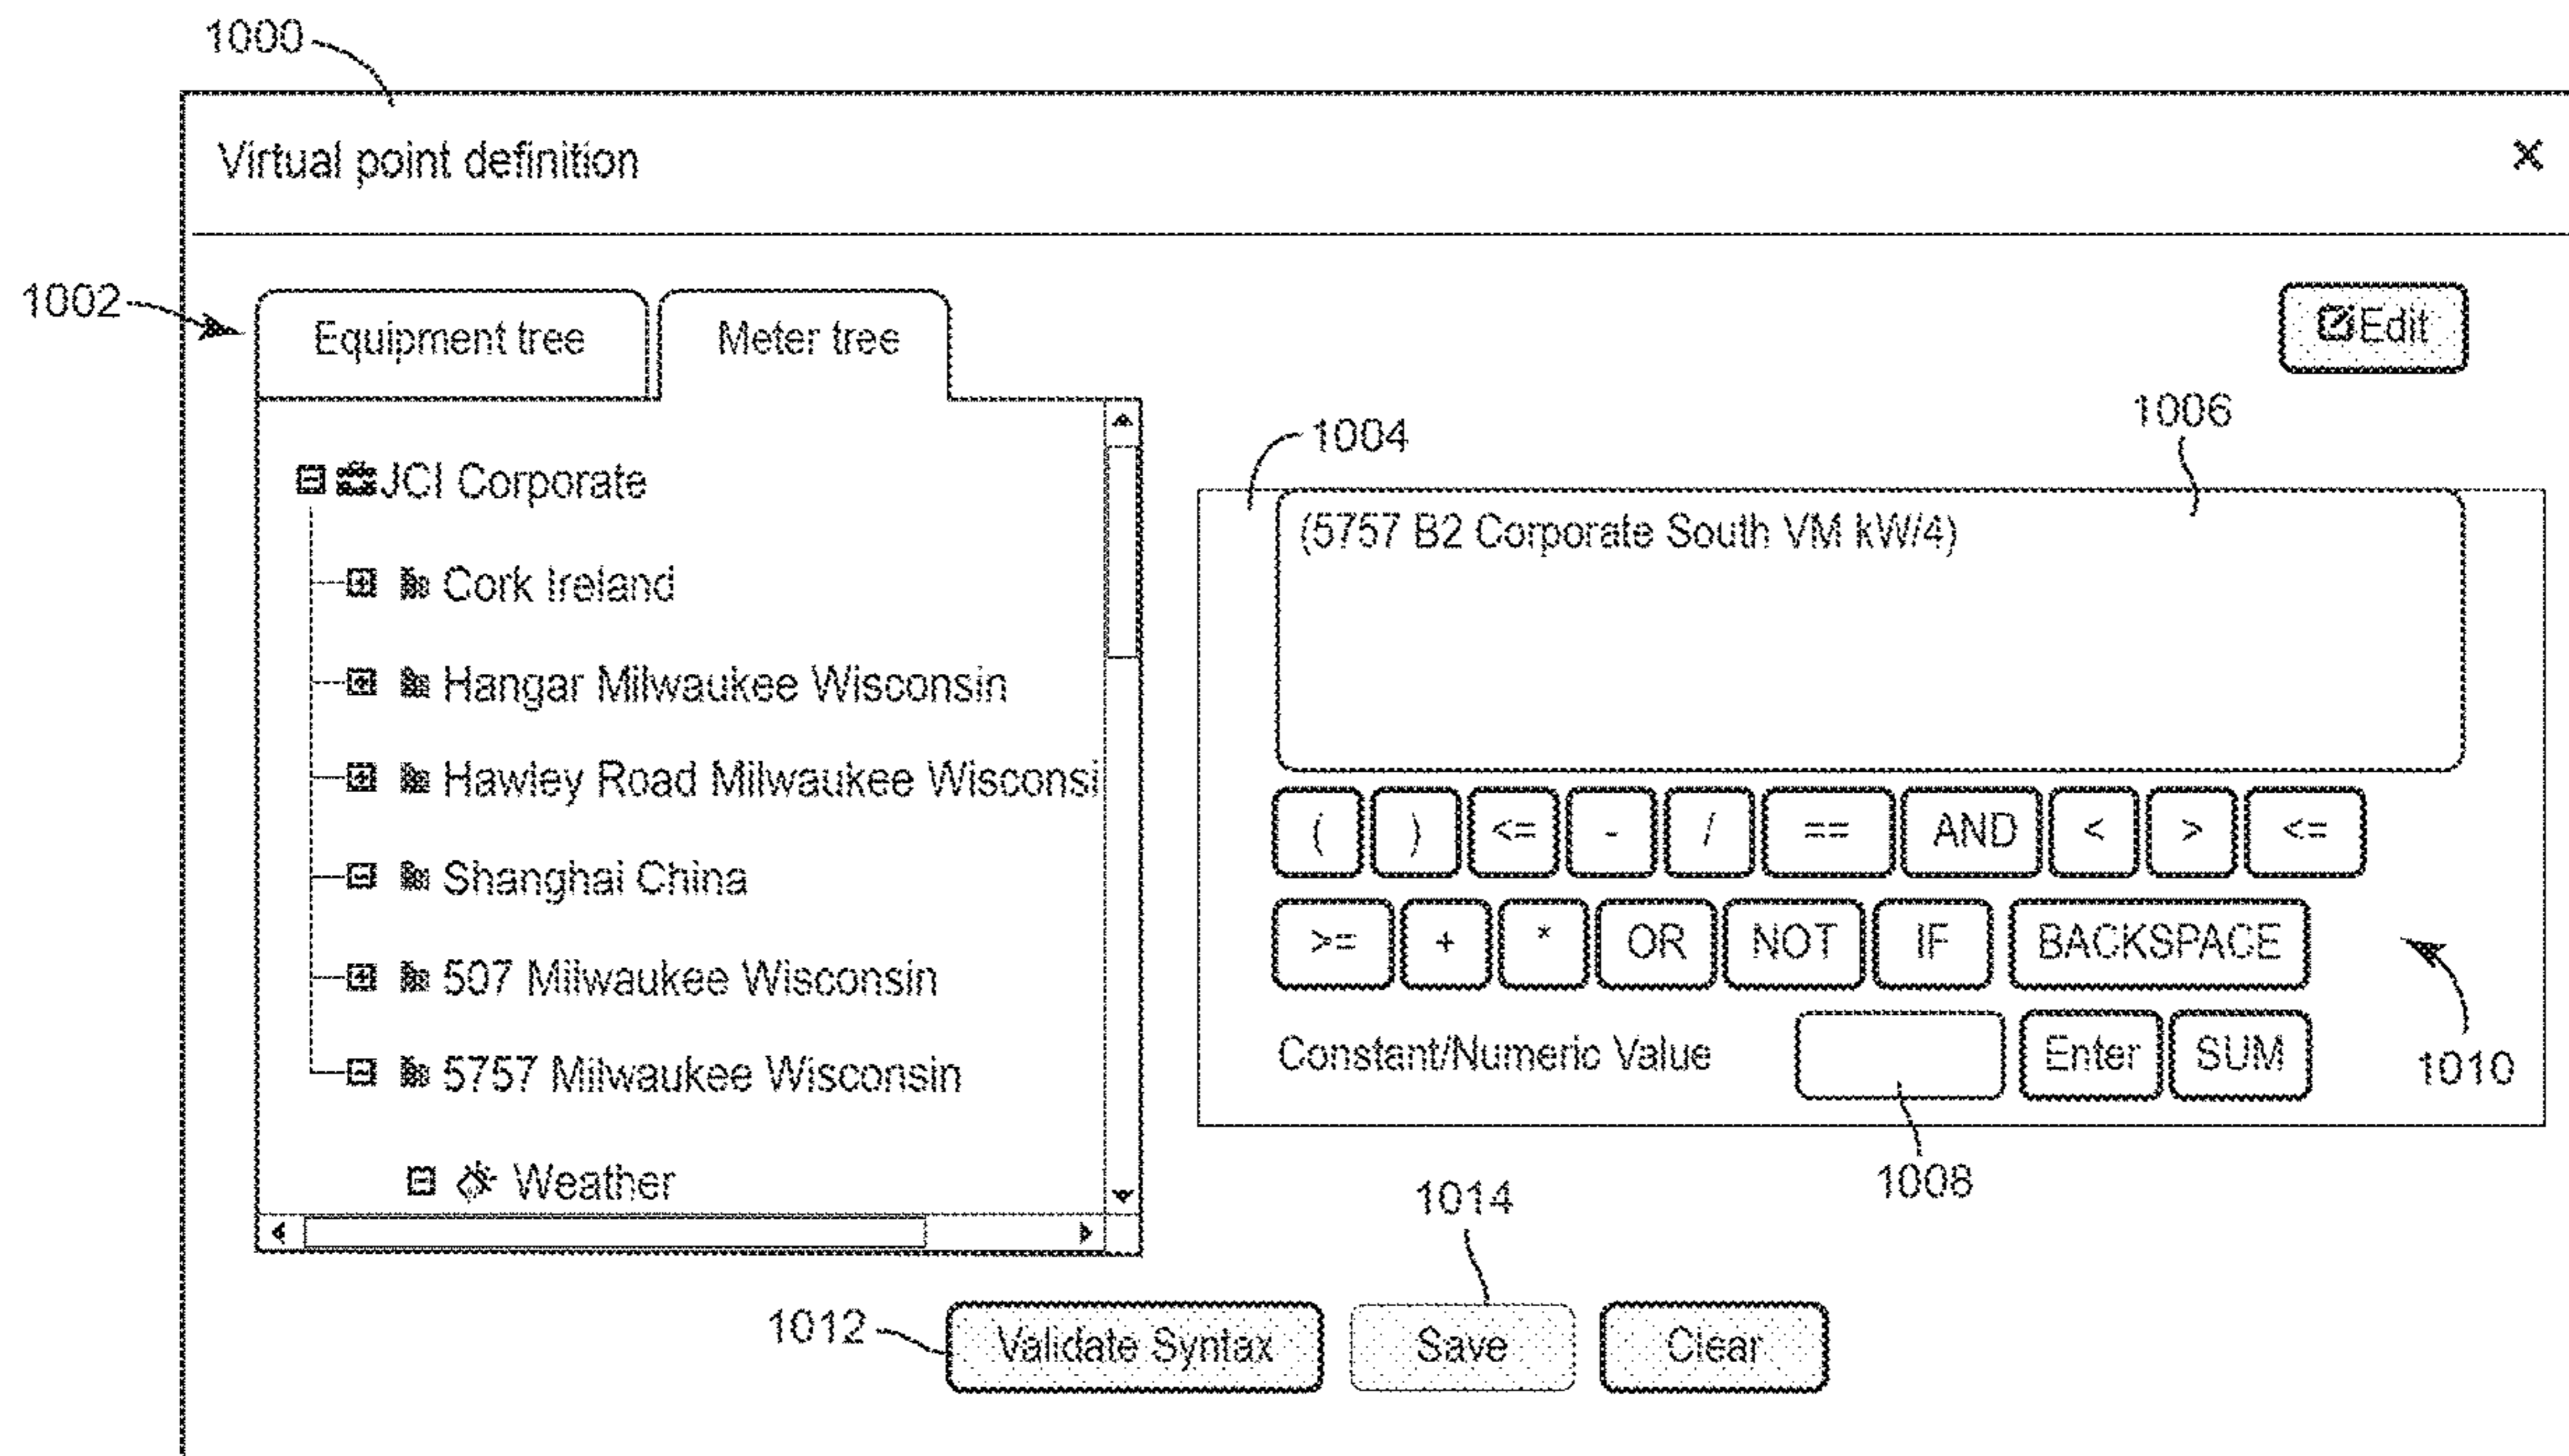 1000
Virtual point definition
×
1002
Equipment tree
Meter tree
Edit
1004
1006
JCI Corporate
Cork Ireland
Hangar Milwaukee Wisconsin
Hawley Road Milwaukee Wisconsi
Shanghai China
507 Milwaukee Wisconsin
5757 Milwaukee Wisconsin
Weather
(5757 B2 Corporate South VM kW/4)
( ) <= - / == AND < > <=
>= + * OR NOT IF BACKSPACE
Constant/Numeric Value Enter SUM
1010
1008
1014
1012
Validate Syntax Save Clear